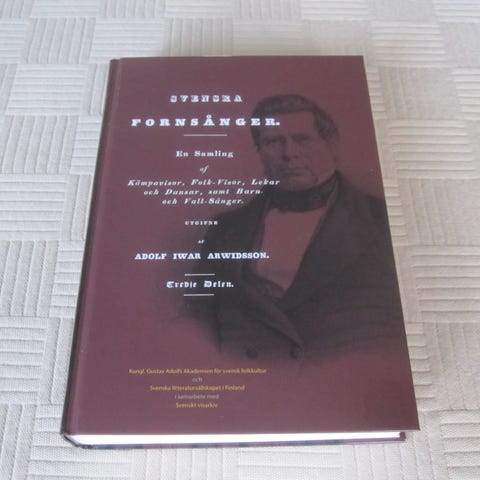 SVENSKA
FORNSÅNGER.
En Samling
af
Kämpavisor, Folk-Visor, Lekar
och Dansar, samt Barn-
och Vall-Sånger.
UTGIFNE
AF
ADOLF IWAR ARWIDSSON.
Tredje Delen.
Kungl. Gustav Adolfs Akademien för svensk folkkultur
och
Svenska litteratursällskapet i Finland
i samarbete med
Svenskt visarkiv